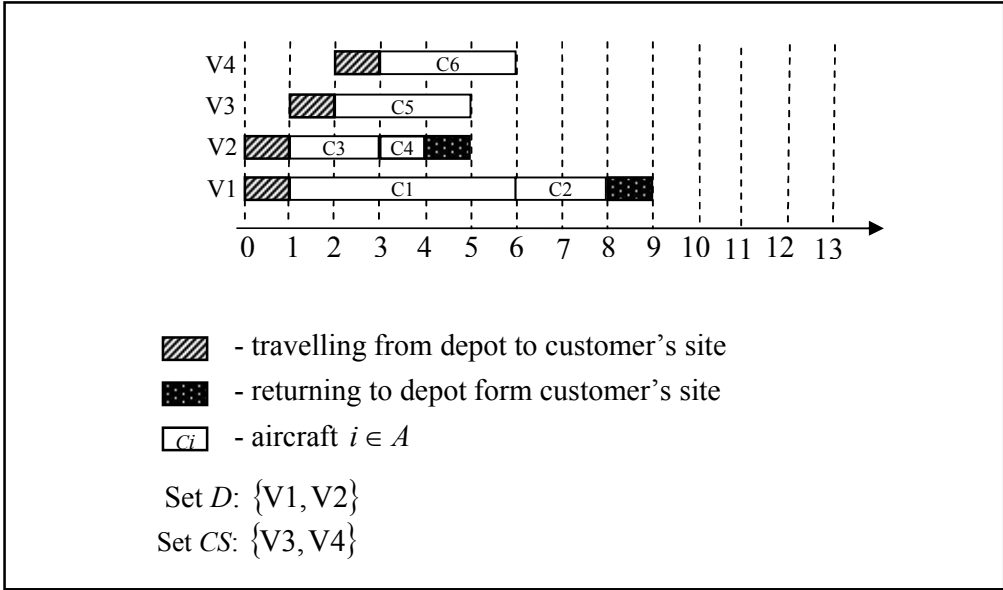 V4 C6
V3 C5
V2 C3 C4
V1 C1 C2
0 1 2 3 4 5 6 7 8 9 10 11 12 13
- travelling from depot to customer’s site
- returning to depot form customer’s site
Ci - aircraft i ∈ A
Set D: {V1, V2}
Set CS: {V3, V4}